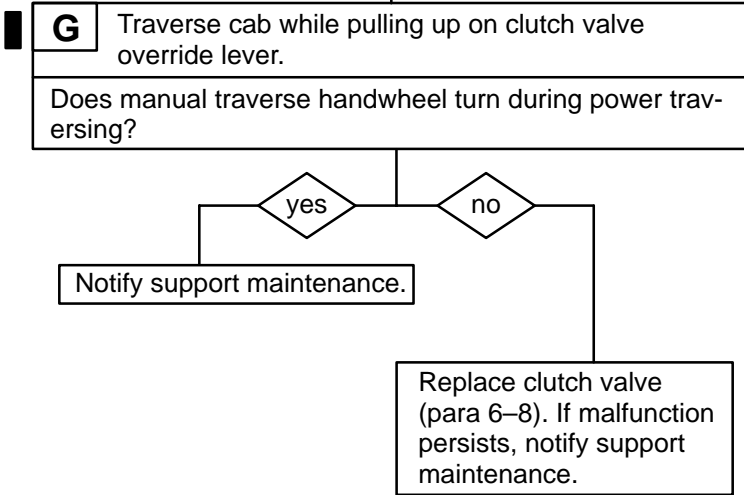 G
Traverse cab while pulling up on clutch valve
override lever.
Does manual traverse handwheel turn during power trav-
ersing?
yes
no
Notify support maintenance.
Replace clutch valve
(para 6–8). If malfunction
persists, notify support
maintenance.